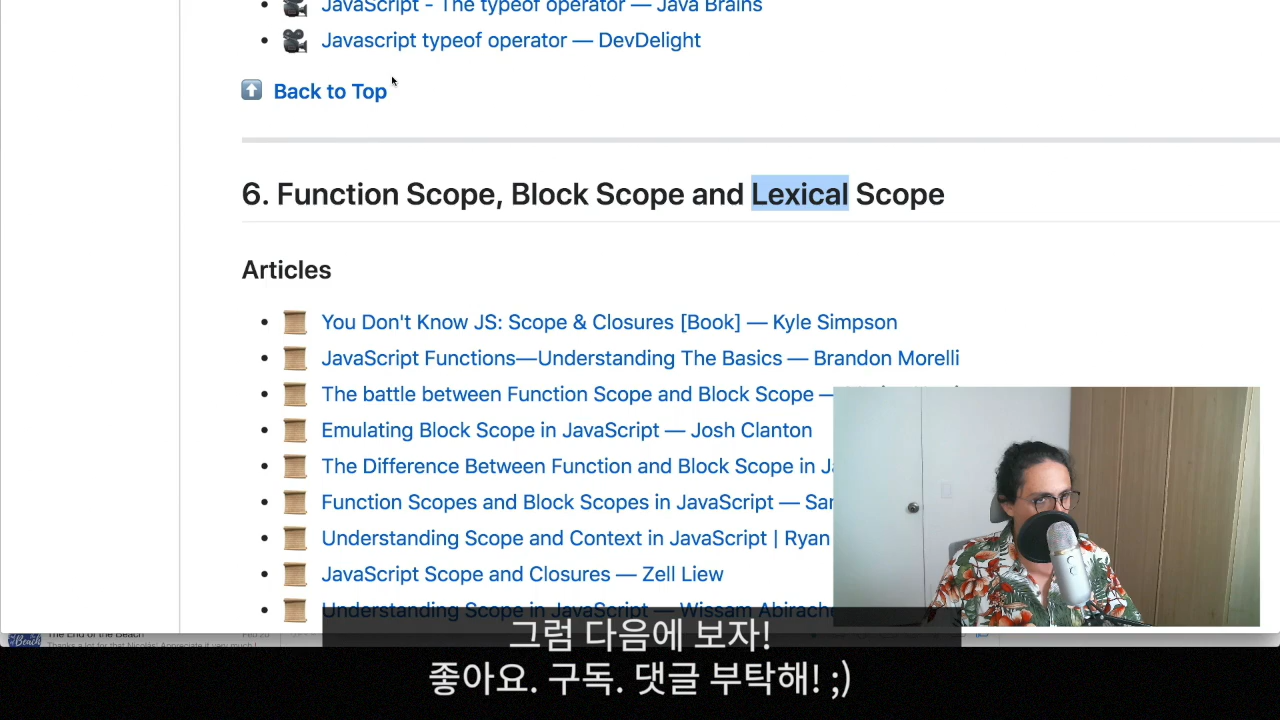 JavaScript - The typeof operator — Java Brains
Javascript typeof operator — DevDelight
Back to Top
6. Function Scope, Block Scope and Lexical Scope
Articles
You Don't Know JS: Scope & Closures [Book] — Kyle Simpson
JavaScript Functions—Understanding The Basics — Brandon Morelli
The battle between Function Scope and Block Scope —
Emulating Block Scope in JavaScript — Josh Clanton
The Difference Between Function and Block Scope in
Function Scopes and Block Scopes in JavaScript —
Understanding Scope and Context in JavaScript | Ryan
JavaScript Scope and Closures — Zell Liew
Understanding Scope in JavaScript — Wissam
The End of the Beach
그럼 다음에 보자!
좋아요. 구독. 댓글 부탁해! ;)